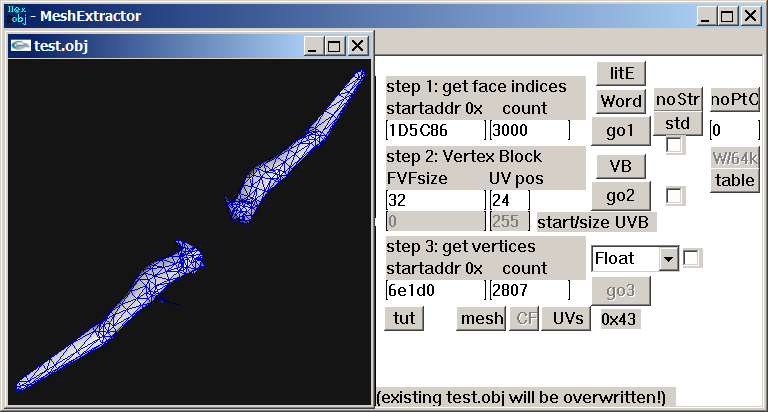 Hex
obj - MeshExtractor
test.obj
litE
step 1: get face indices
startaddr 0x count
Word
noStr
noPtC
1D5C86
3000
go1
std
0
step 2: Vertex Block
FVFsize UV pos
VB
W/64k
table
32
24
go2
0
255
start/size UVB
step 3: get vertices
startaddr 0x count
Float
6e1d0
2807
go3
tut
mesh
CF
UVs
0x43
(existing test.obj will be overwritten!)